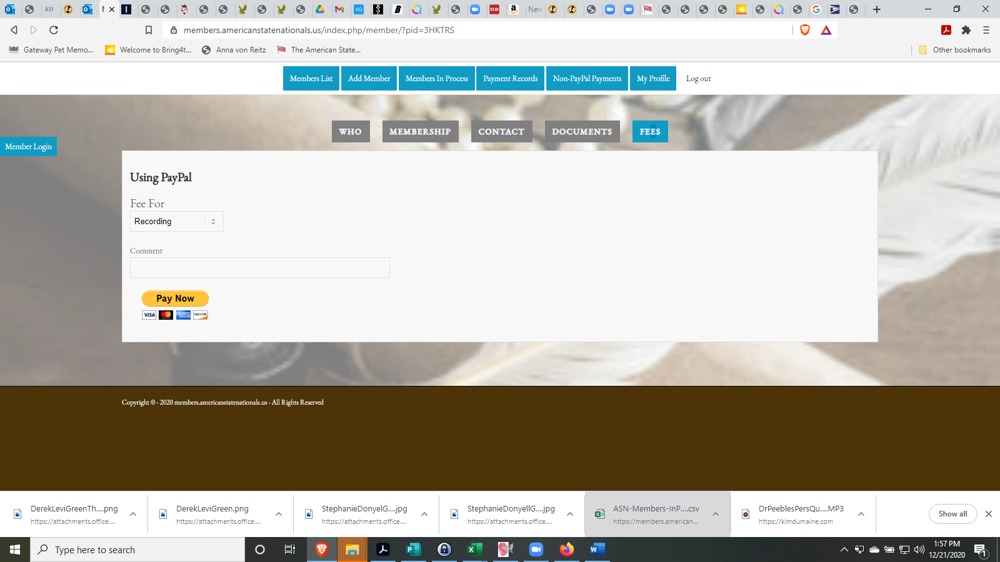 New
members.americanstatenationals.us/index.php/member/?pid=3HKTRS
Gateway Pet Memo...
Welcome to Bring4t...
Anna von Reitz
The American State...
Other bookmarks
Members List
Add Member
Members In Process
Payment Records
Non-PayPal Payments
My Profile
Log out
WHO
MEMBERSHIP
CONTACT
DOCUMENTS
FEES
Member Login
Using PayPal
Fee For
Recording
Comment
Pay Now
VISA
DISCOVER
Copyright © - 2020 members.americanstatenationals.us - All Rights Reserved
DerekLeviGreenTh....png
https://attachments.office....
DerekLeviGreen.png
https://attachments.office....
StephanieDonyelG....jpg
https://attachments.office....
StephanieDonyellG....jpg
https://attachments.office....
ASN-Members-InP....csv
https://members.american...
DrPeeblesPersQu....MP3
https://kimdumaine.com
Show all
Type here to search
1:57 PM
12/21/2020
1